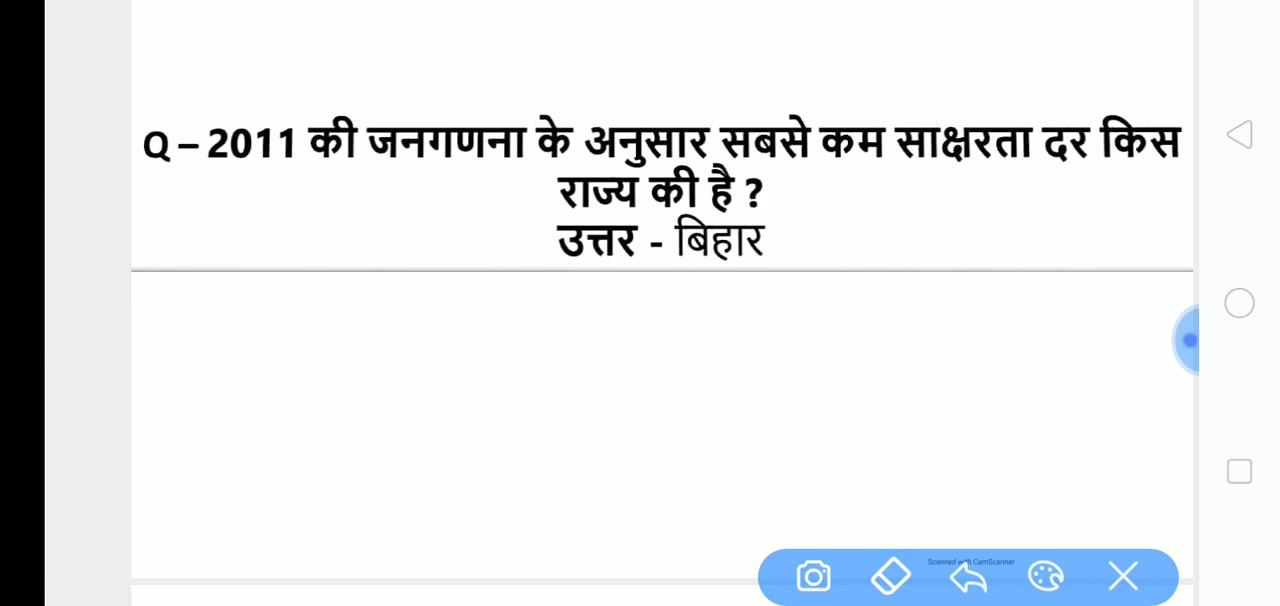 Q – 2011 की जनगणना के अनुसार सबसे कम साक्षरता दर किस
राज्य की है ?
उत्तर - बिहार
Scanned with CamScanner